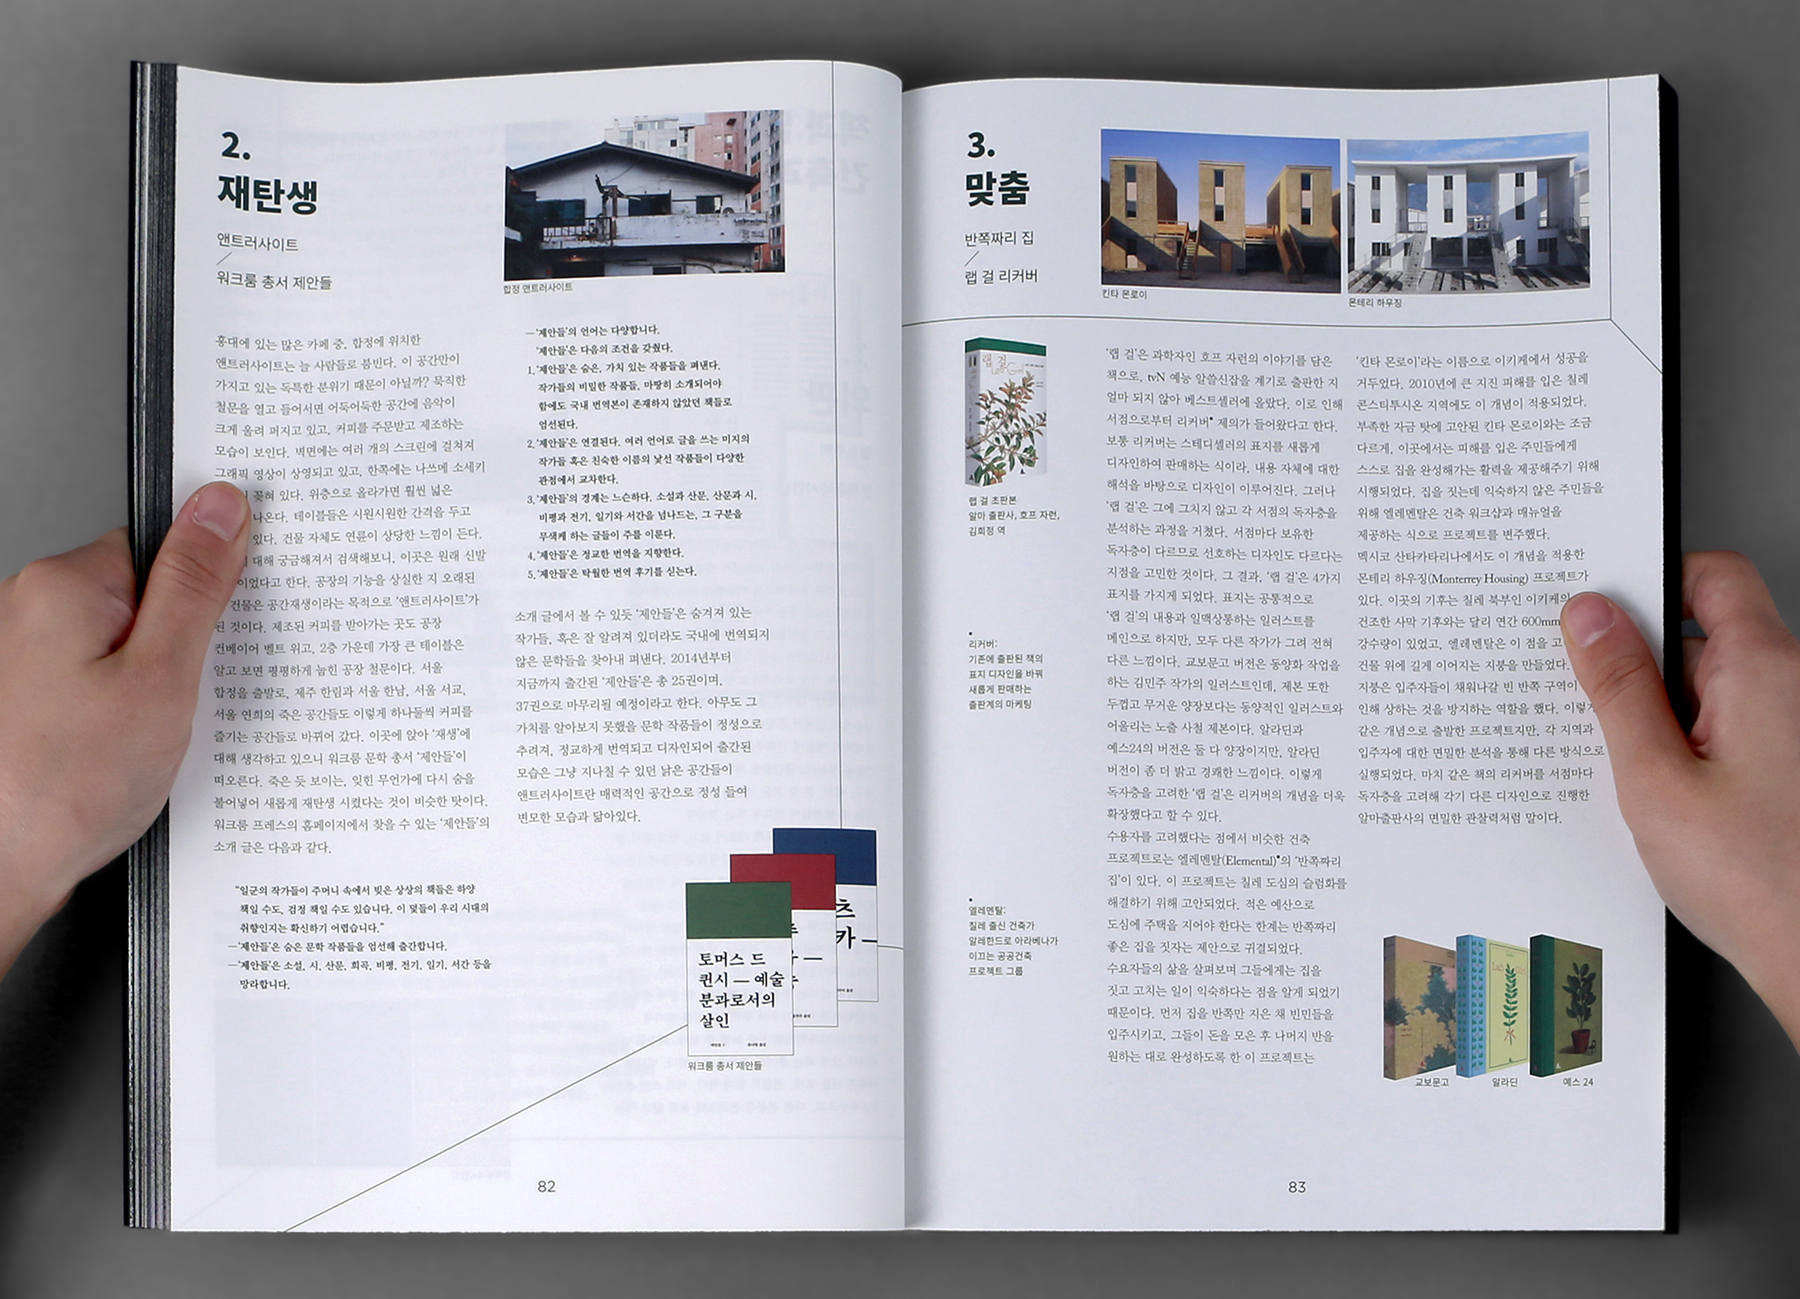 2.
재탄생
앤트러사이트
/
워크룸 총서 제안들
합정 앤트러사이트
홍대에 있는 많은 카페 중, 합정에 위치한
앤트러사이트는 늘 사람들로 붐빈다. 이 공간만이
가지고 있는 독특한 분위기 때문이 아닐까? 묵직한
철문을 열고 들어서면 어둑어둑한 공간에 음악이
크게 울려 퍼지고 있고, 커피를 주문받고 제조하는
모습이 보인다. 벽면에는 여러 개의 스크린에 걸쳐져
그래픽 영상이 상영되고 있고, 한쪽에는 나쓰메 소세키
꽂혀 있다. 위층으로 올라가면 훨씬 넓은
나온다. 테이블들은 시원시원한 간격을 두고
있다. 건물 자체도 연륜이 상당한 느낌이 든다.
대해 궁금해져서 검색해보니, 이곳은 원래 신발
이었다고 한다. 공장의 기능을 상실한 지 오래된
건물은 공간재생이라는 목적으로 ‘앤트러사이트’가
된 것이다. 제조된 커피를 받아가는 곳도 공장
컨베이어 벨트 위고, 2층 가운데 가장 큰 테이블은
알고 보면 평평하게 눕힌 공장 철문이다. 서울
합정을 출발로, 제주 한림과 서울 한남, 서울 서교,
서울 연희의 죽은 공간들도 이렇게 하나둘씩 커피를
즐기는 공간들로 바뀌어 갔다. 이곳에 앉아 ‘재생’에
대해 생각하고 있으니 워크룸 문학 총서 ‘제안들’이
떠오른다. 죽은 듯 보이는, 잊힌 무언가에 다시 숨을
불어넣어 새롭게 재탄생 시켰다는 것이 비슷한 탓이다.
워크룸 프레스의 홈페이지에서 찾을 수 있는 ‘제안들’의
소개 글은 다음과 같다.
“일군의 작가들이 주머니 속에서 빚은 상상의 책들은 하양
책일 수도, 검정 책일 수도 있습니다. 이 덫들이 우리 시대의
취향인지는 확신하기 어렵습니다.”
—‘제안들’은 숨은 문학 작품들을 엄선해 출간합니다.
—‘제안들’은 소설, 시, 산문, 희곡, 비평, 전기, 일기, 서간 등을
망라합니다.
—‘제안들’의 언어는 다양합니다.
‘제안들’은 다음의 조건을 갖췄다.
1. ‘제안들’은 숨은, 가치 있는 작품들을 펴낸다.
작가들의 비밀한 작품들, 마땅히 소개되어야
함에도 국내 번역본이 존재하지 않았던 책들로
엄선된다.
2. ‘제안들’은 연결된다. 여러 언어로 글을 쓰는 미지의
작가들 혹은 친숙한 이름의 낯선 작품들이 다양한
관점에서 교차한다.
3. ‘제안들’의 경계는 느슨하다. 소설과 산문, 산문과 시,
비평과 전기, 일기와 서간을 넘나드는, 그 구분을
무색케 하는 글들이 주를 이룬다.
4. ‘제안들’은 정교한 번역을 지향한다.
5. ‘제안들’은 탁월한 번역 후기를 싣는다.
소개 글에서 볼 수 있듯 ‘제안들’은 숨겨져 있는
작가들, 혹은 잘 알려져 있더라도 국내에 번역되지
않은 문학들을 찾아내 펴낸다. 2014년부터
지금까지 출간된 ‘제안들’은 총 25권이며,
37권으로 마무리될 예정이라고 한다. 아무도 그
가치를 알아보지 못했을 문학 작품들이 정성으로
추려져, 정교하게 번역되고 디자인되어 출간된
모습은 그냥 지나칠 수 있던 낡은 공간들이
앤트러사이트란 매력적인 공간으로 정성 들여
변모한 모습과 닮아있다.
츠
카 —
토머스 드
퀸시 — 예술
분과로서의
살인
워크룸 총서 제안들
82
3.
맞춤
반쪽짜리 집
/
랩 걸 리커버
킨타 몬로이
몬테리 하우징
랩 걸
랩 걸 초판본
알마 출판사, 호프 자런,
김희정 역
리커버:
기존에 출판된 책의
표지 디자인을 바꿔
새롭게 판매하는
출판계의 마케팅
엘레멘탈:
칠레 출신 건축가
알레한드로 아라베나가
이끄는 공공건축
프로젝트 그룹
‘랩 걸’은 과학자인 호프 자런의 이야기를 담은
책으로, tvN 예능 알쓸신잡을 계기로 출판한 지
얼마 되지 않아 베스트셀러에 올랐다. 이로 인해
서점으로부터 리커버• 제의가 들어왔다고 한다.
보통 리커버는 스테디셀러의 표지를 새롭게
디자인하여 판매하는 식이라, 내용 자체에 대한
해석을 바탕으로 디자인이 이루어진다. 그러나
‘랩 걸’은 그에 그치지 않고 각 서점의 독자층을
분석하는 과정을 거쳤다. 서점마다 보유한
독자층이 다르므로 선호하는 디자인도 다르다는
지점을 고민한 것이다. 그 결과, ‘랩 걸’은 4가지
표지를 가지게 되었다. 표지는 공통적으로
‘랩 걸’의 내용과 일맥상통하는 일러스트를
메인으로 하지만, 모두 다른 작가가 그려 전혀
다른 느낌이다. 교보문고 버전은 동양화 작업을
하는 김민주 작가의 일러스트인데, 제본 또한
두껍고 무거운 양장보다는 동양적인 일러스트와
어울리는 노출 사철 제본이다. 알라딘과
예스24의 버전은 둘 다 양장이지만, 알라딘
버전이 좀 더 밝고 경쾌한 느낌이다. 이렇게
독자층을 고려한 ‘랩 걸’은 리커버의 개념을 더욱
확장했다고 할 수 있다.
수용자를 고려했다는 점에서 비슷한 건축
프로젝트로는 엘레멘탈(Elemental)•의 ‘반쪽짜리
집’이 있다. 이 프로젝트는 칠레 도심의 슬럼화를
해결하기 위해 고안되었다. 적은 예산으로
도심에 주택을 지어야 한다는 한계는 반쪽짜리
좋은 집을 짓자는 제안으로 귀결되었다.
수요자들의 삶을 살펴보며 그들에게는 집을
짓고 고치는 일이 익숙하다는 점을 알게 되었기
때문이다. 먼저 집을 반쪽만 지은 채 빈민들을
입주시키고, 그들이 돈을 모은 후 나머지 반을
원하는 대로 완성하도록 한 이 프로젝트는
‘킨타 몬로이’라는 이름으로 이키케에서 성공을
거두었다. 2010년에 큰 지진 피해를 입은 칠레
콘스티투시온 지역에도 이 개념이 적용되었다.
부족한 자금 탓에 고안된 킨타 몬로이와는 조금
다르게, 이곳에서는 피해를 입은 주민들에게
스스로 집을 완성해가는 활력을 제공해주기 위해
시행되었다. 집을 짓는데 익숙하지 않은 주민들을
위해 엘레멘탈은 건축 워크샵과 매뉴얼을
제공하는 식으로 프로젝트를 변주했다.
멕시코 산타카타리나에서도 이 개념을 적용한
몬테리 하우징(Monterrey Housing) 프로젝트가
있다. 이곳의 기후는 칠레 북부인 이키케의
건조한 사막 기후와는 달리 연간 600mm
강수량이 있었고, 엘레멘탈은 이 점을 고
건물 위에 길게 이어지는 지붕을 만들었다.
지붕은 입주자들이 채워나갈 빈 반쪽 구역이
인해 상하는 것을 방지하는 역할을 했다. 이렇게
같은 개념으로 출발한 프로젝트지만, 각 지역과
입주자에 대한 면밀한 분석을 통해 다른 방식으로
실행되었다. 마치 같은 책의 리커버를 서점마다
독자층을 고려해 각기 다른 디자인으로 진행한
알마출판사의 면밀한 관찰력처럼 말이다.
교보문고
알라딘
예스 24
83